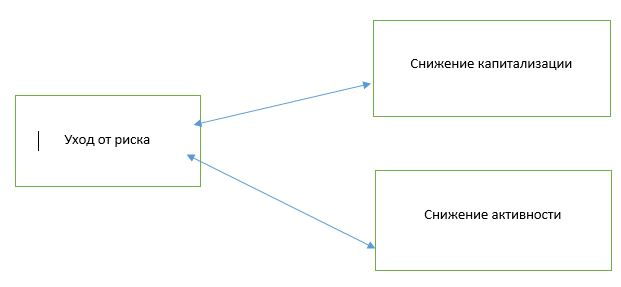 Снижение капитализации
Уход от риска
Снижение активности